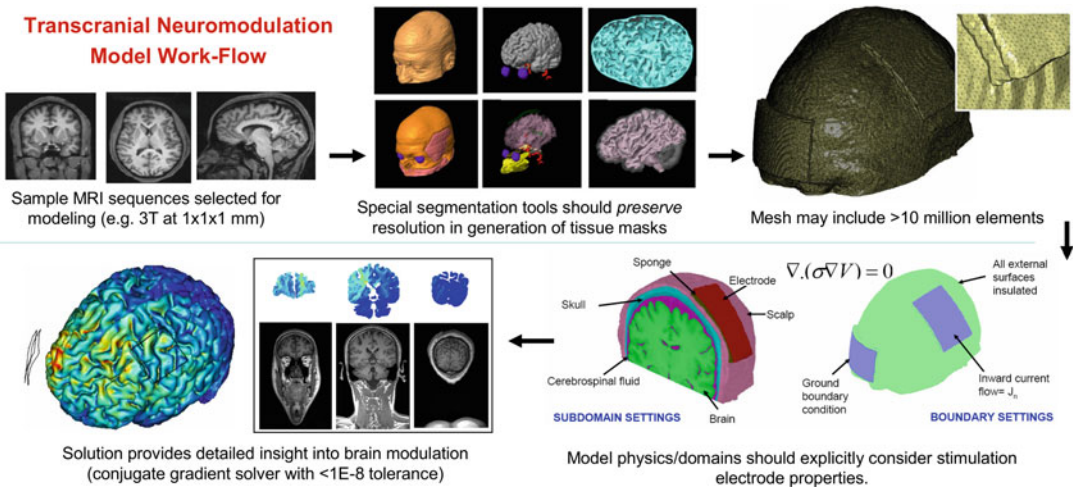 Transcranial Neuromodulation
Model Work-Flow
Sample MRI sequences selected for
modeling (e.g. 3T at 1x1x1 mm)
Special segmentation tools should preserve
resolution in generation of tissue masks
Mesh may include >10 million elements
Sponge
∇.(σ∇V) = 0
Electrode
Skull
Scalp
Cerebrospinal fluid
Brain
SUBDOMAIN SETTINGS
All external
surfaces
insulated
Ground
boundary
condition
Inward current
flow= Jn
BOUNDARY SETTINGS
Model physics/domains should explicitly consider stimulation
electrode properties.
Solution provides detailed insight into brain modulation
(conjugate gradient solver with <1E-8 tolerance)